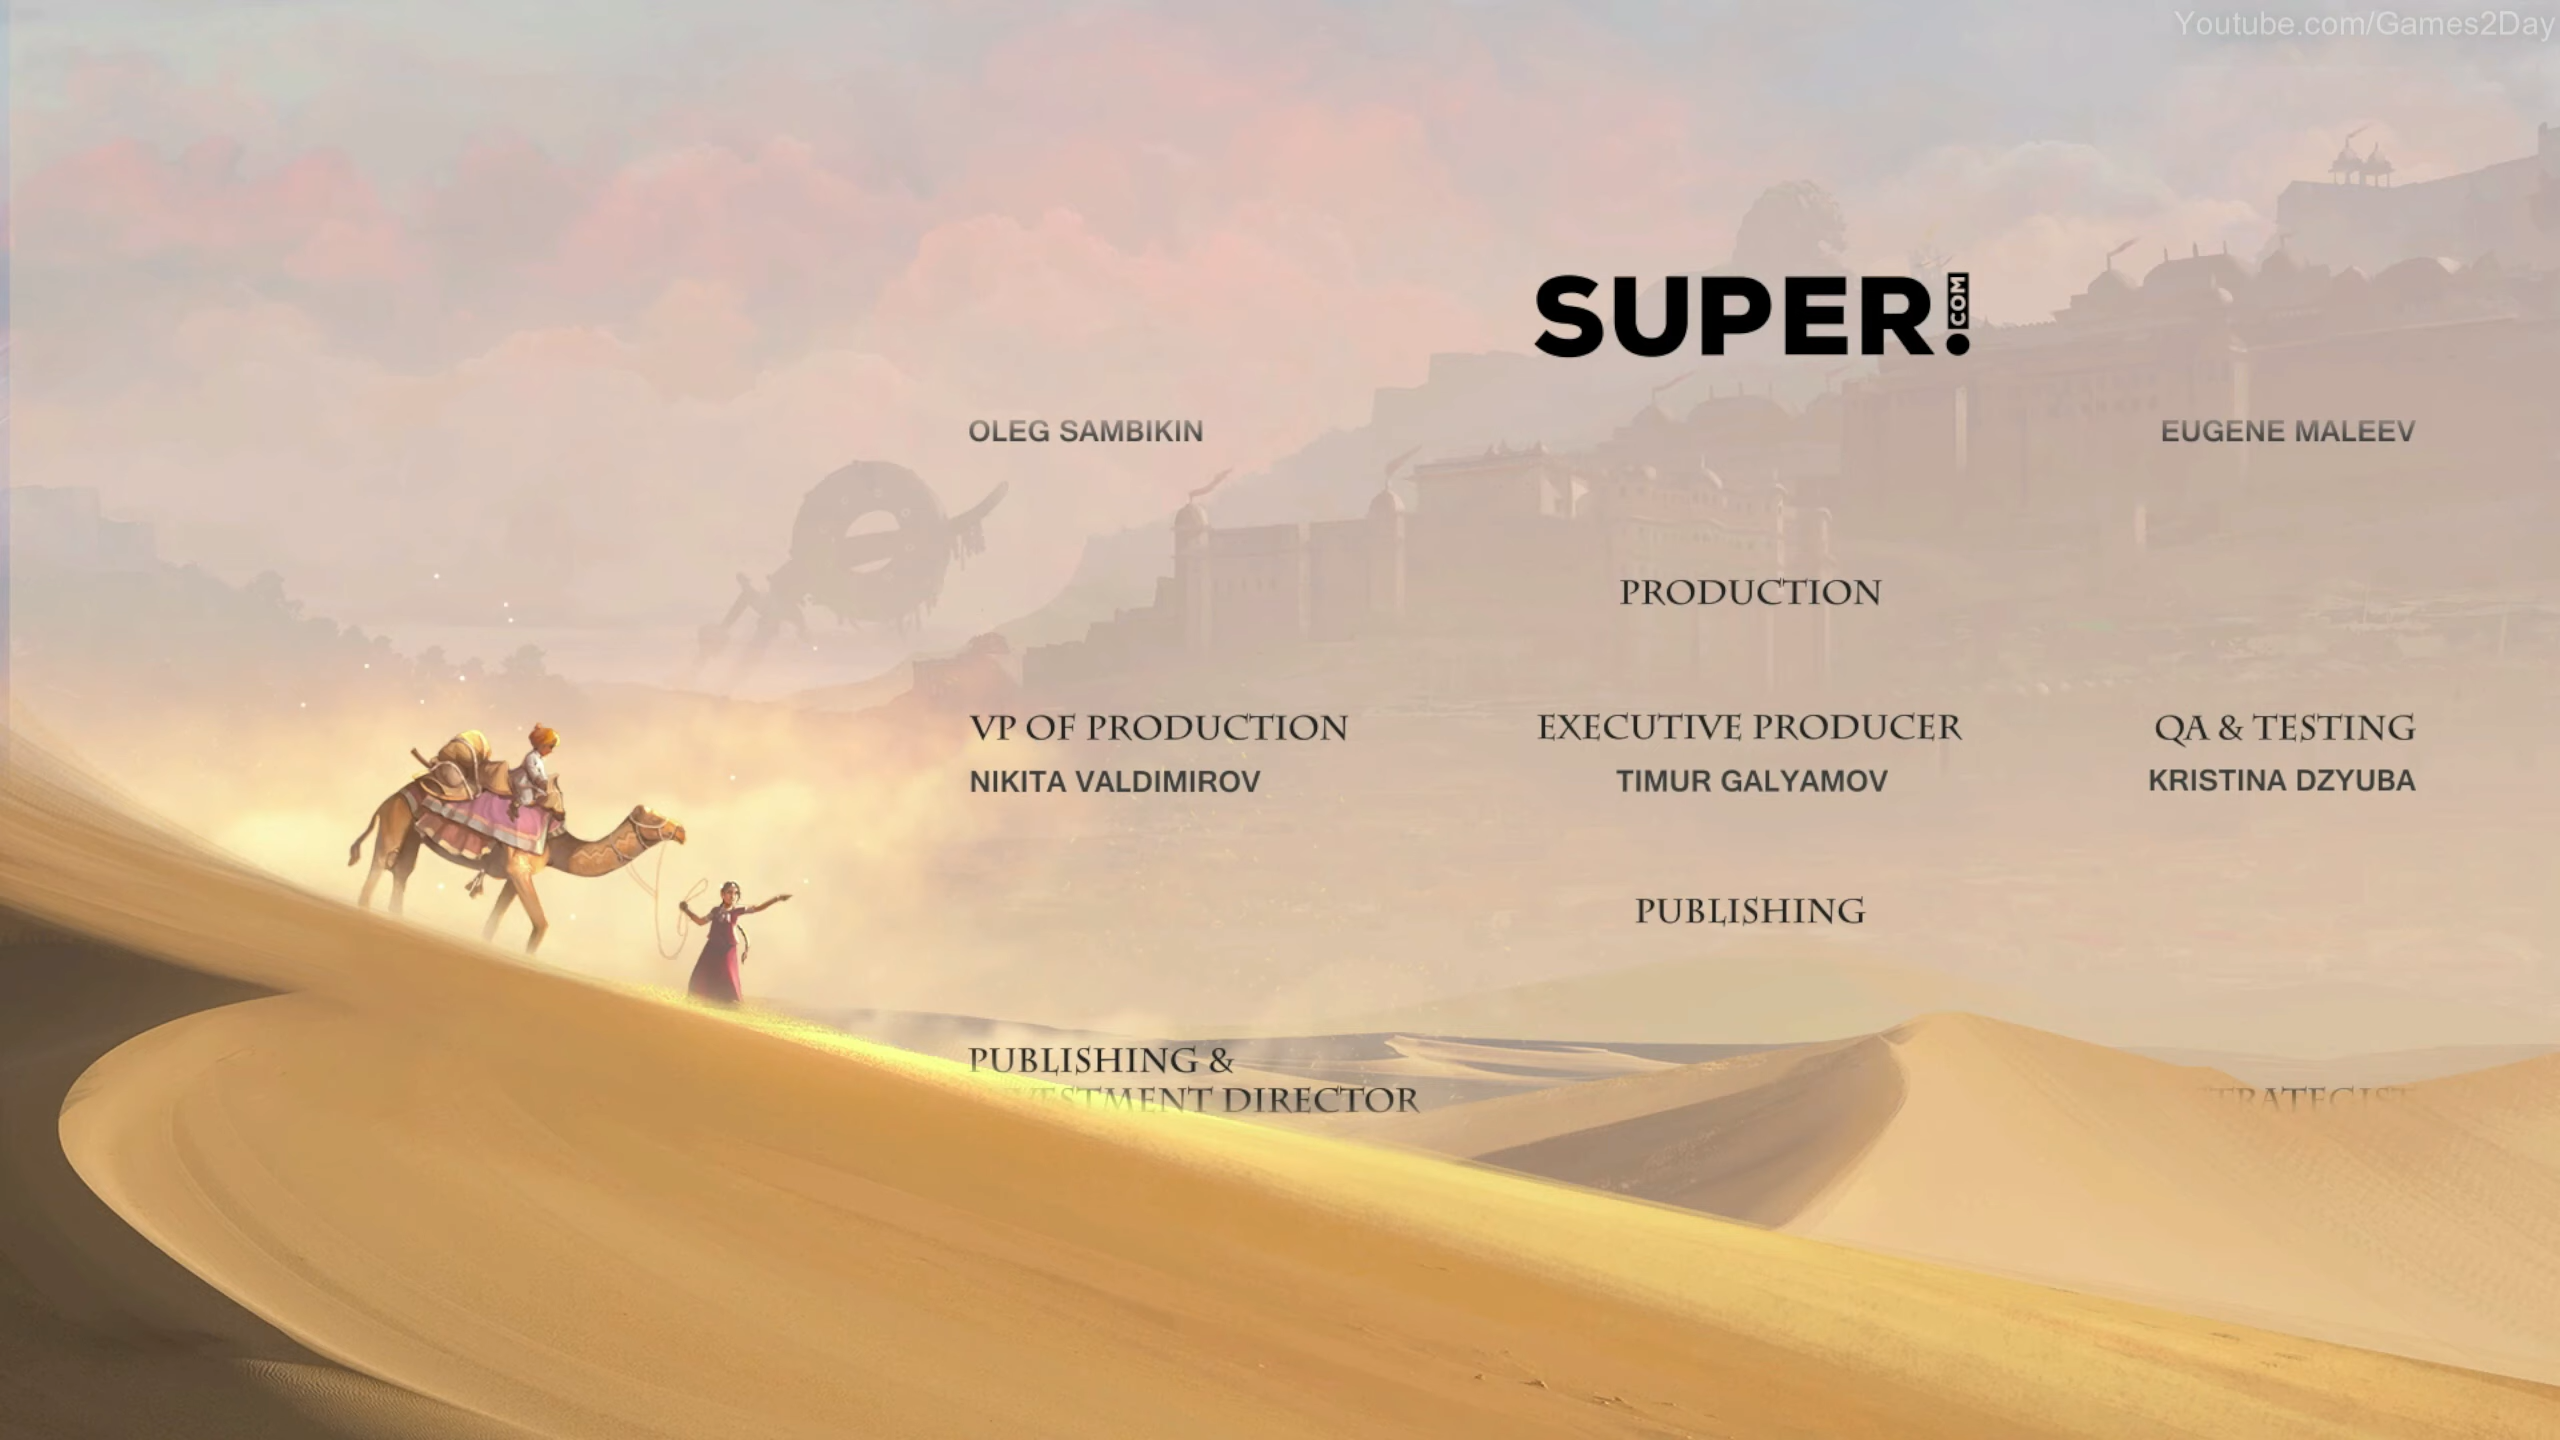 Youtube.com/Games2Day
SUPER!.COM
OLEG SAMBIKIN
EUGENE MALEEV
PRODUCTION
VP OF PRODUCTION
EXECUTIVE PRODUCER
QA & TESTING
NIKITA VALDIMIROV
TIMUR GALYAMOV
KRISTINA DZYUBA
PUBLISHING
PUBLISHING &
DIRECTOR